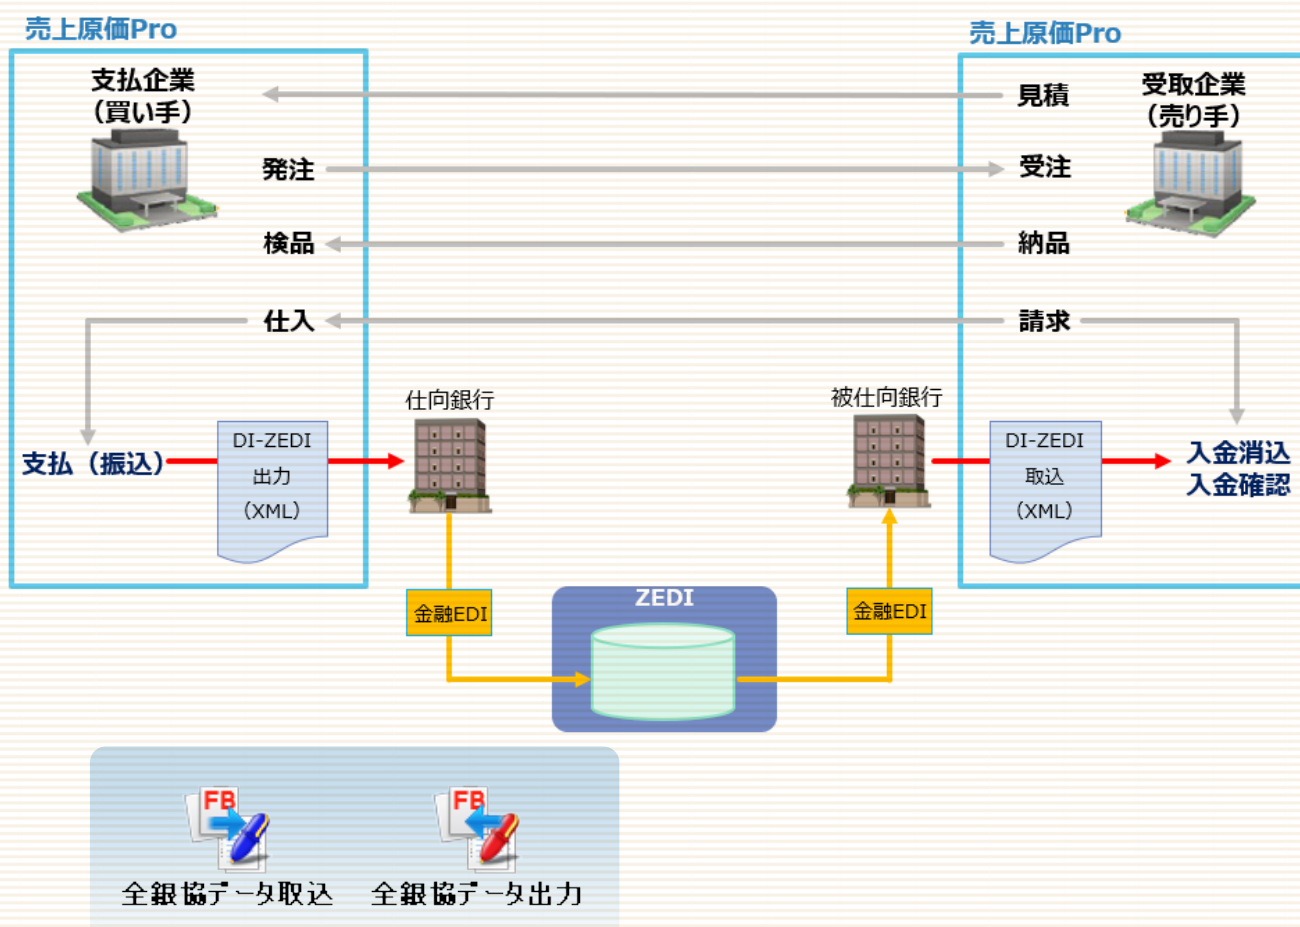 売上原価Pro
売上原価Pro
支払企業
（買い手）
見積
受取企業
（売り手）
発注
受注
検品
納品
仕入
請求
仕向銀行
被仕向銀行
支払（振込）
DI-ZEDI
出力
（XML）
DI-ZEDI
取込
（XML）
入金消込
入金確認
金融EDI
ZEDI
金融EDI
FB
FB
全銀協データ取込
全銀協データ出力